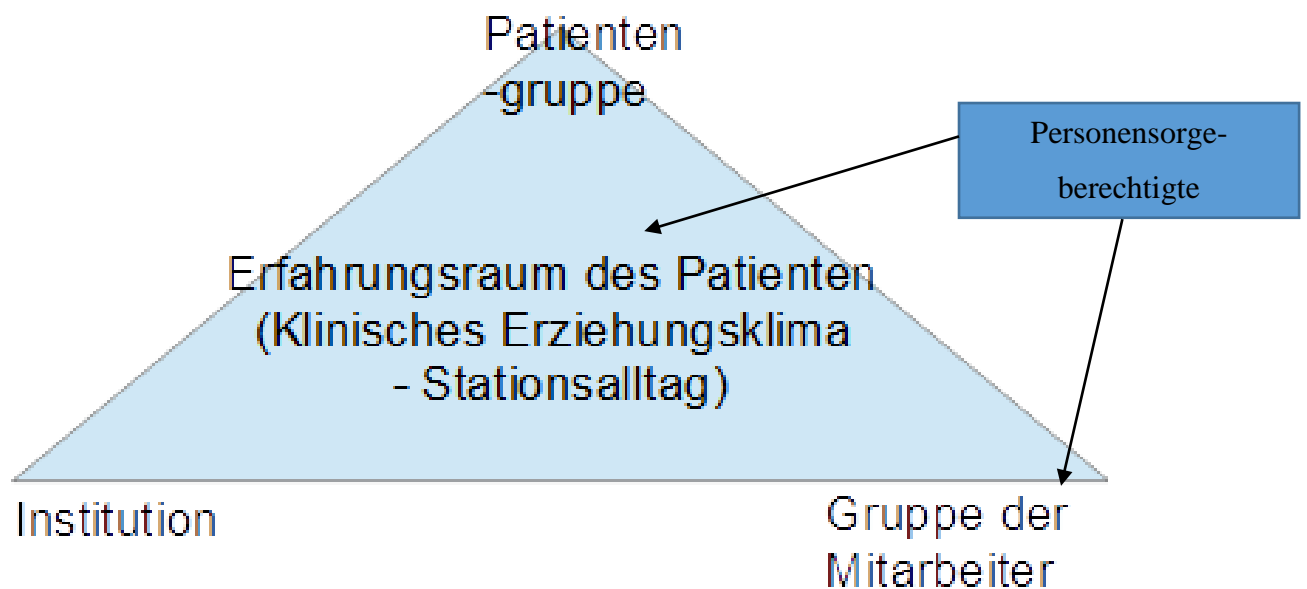 Patienten
-gruppe
Personensorge-
berechtigte
Erfahrungsraum des Patienten
(Klinisches Erziehungsklima
- Stationsalltag)
Institution
Gruppe der
Mitarbeiter